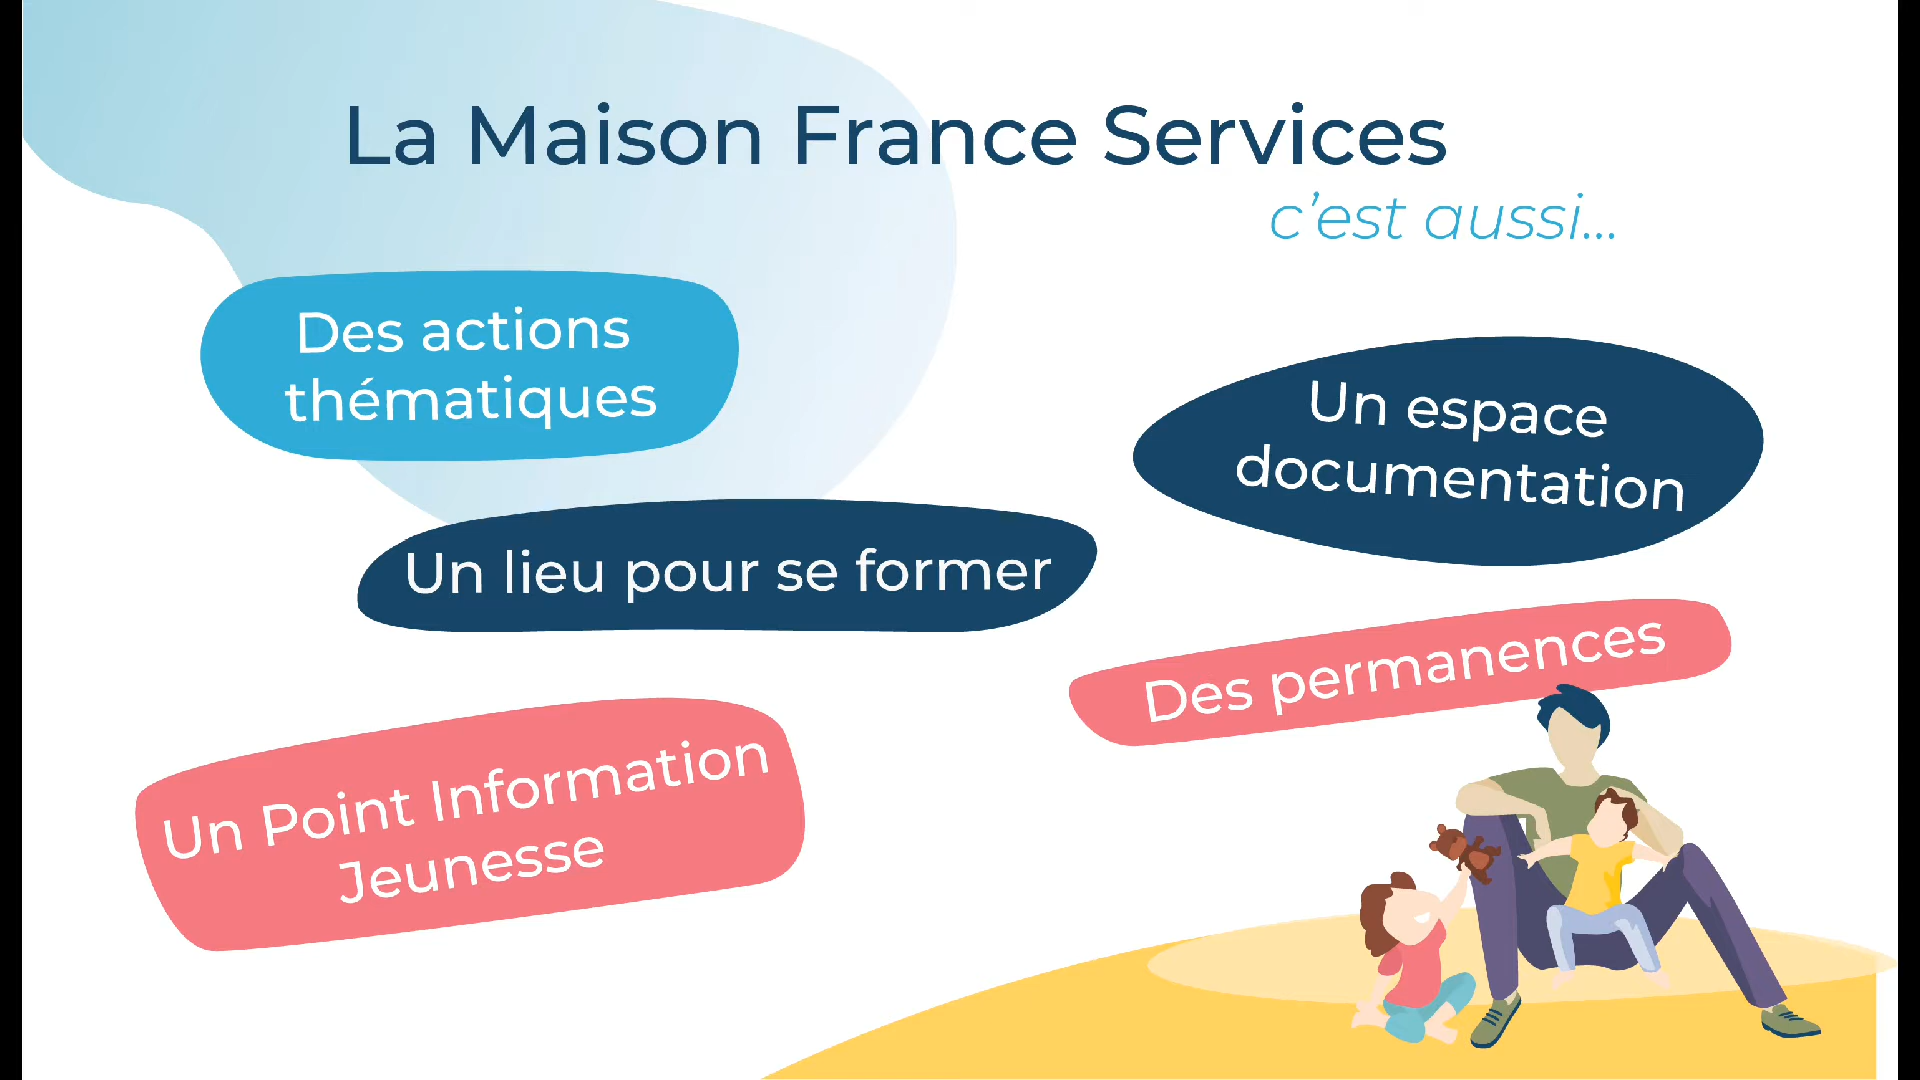 La Maison France Services
c'est aussi...
Des actions
thématiques
Un espace
documentation
Un lieu pour se former
Des permanences
Un Point Information
Jeunesse